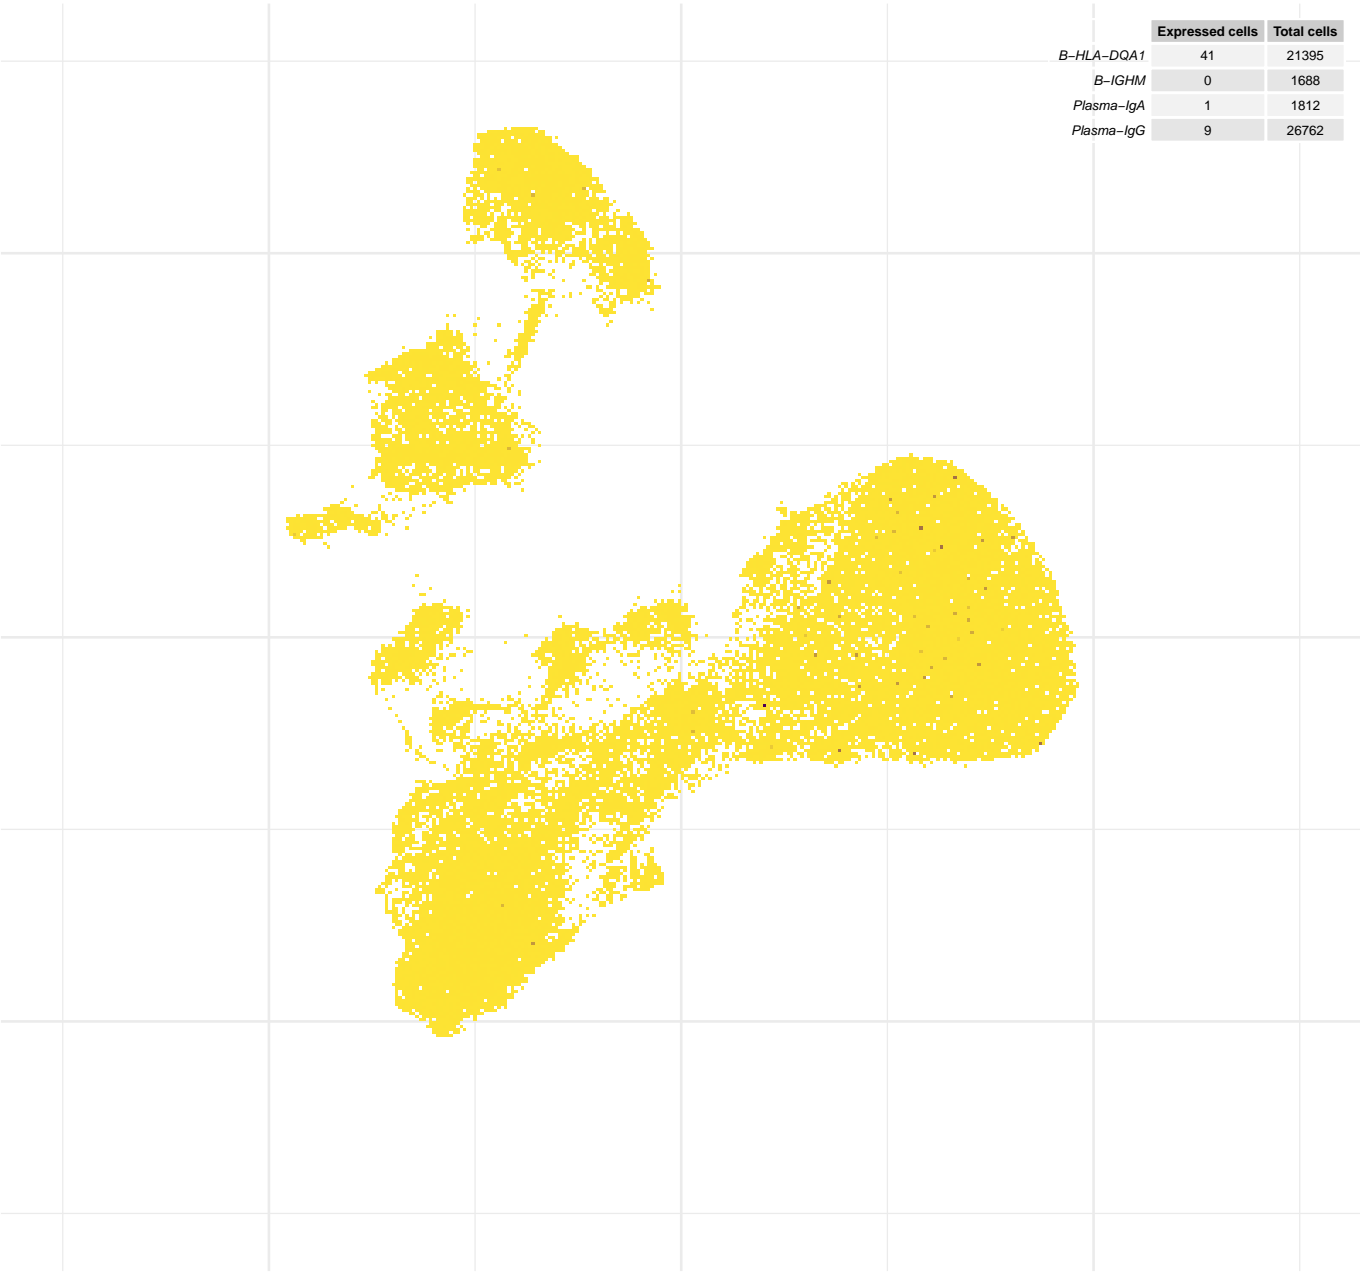 Expressed cells Total cells
B−HLA−DQA1 41 21395
B−IGHM 0 1688
Plasma−IgA 1 1812
Plasma−IgG 9 26762